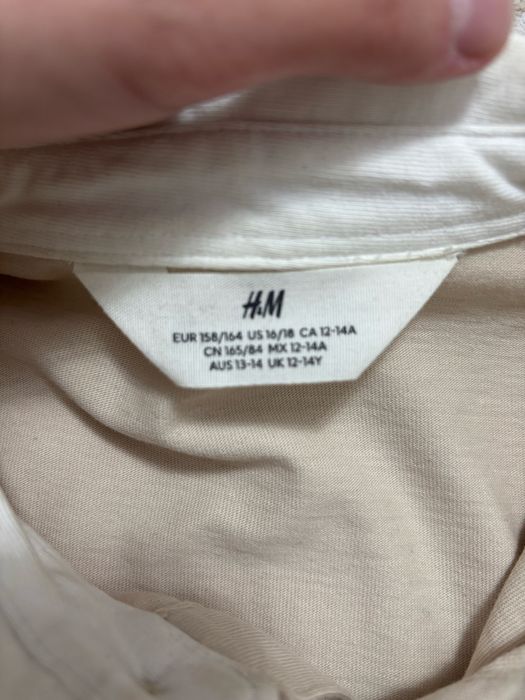 H&M
EUR 158/164 US 16/18 CA 12-14A
CN 165/84 MX 12-14A
AUS 13-14 UK 12-14Y